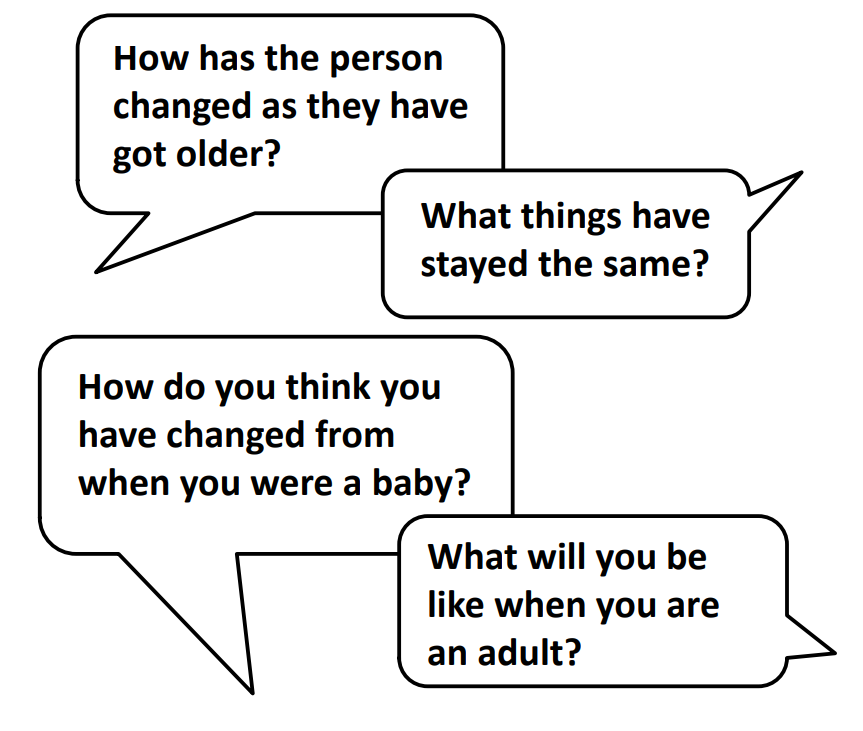 How has the person
changed as they have
got older?
What things have
stayed the same?
How do you think you
have changed from
when you were a baby?
What will you be
like when you are
an adult?